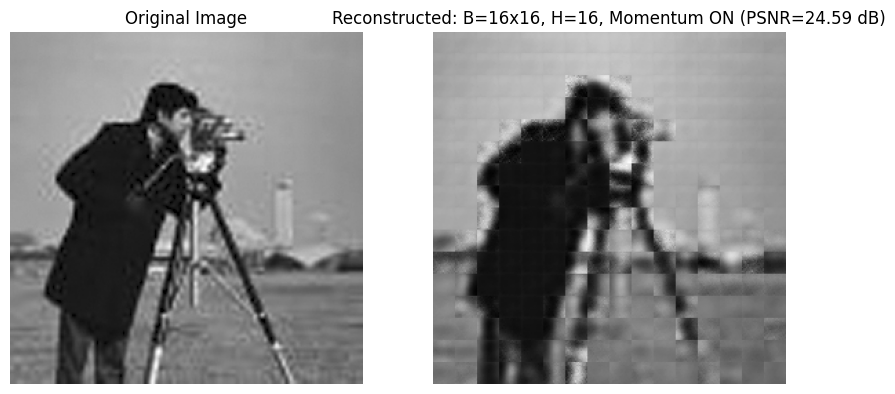 Original Image
Reconstructed: B=16x16, H=16, Momentum ON (PSNR=24.59 dB)